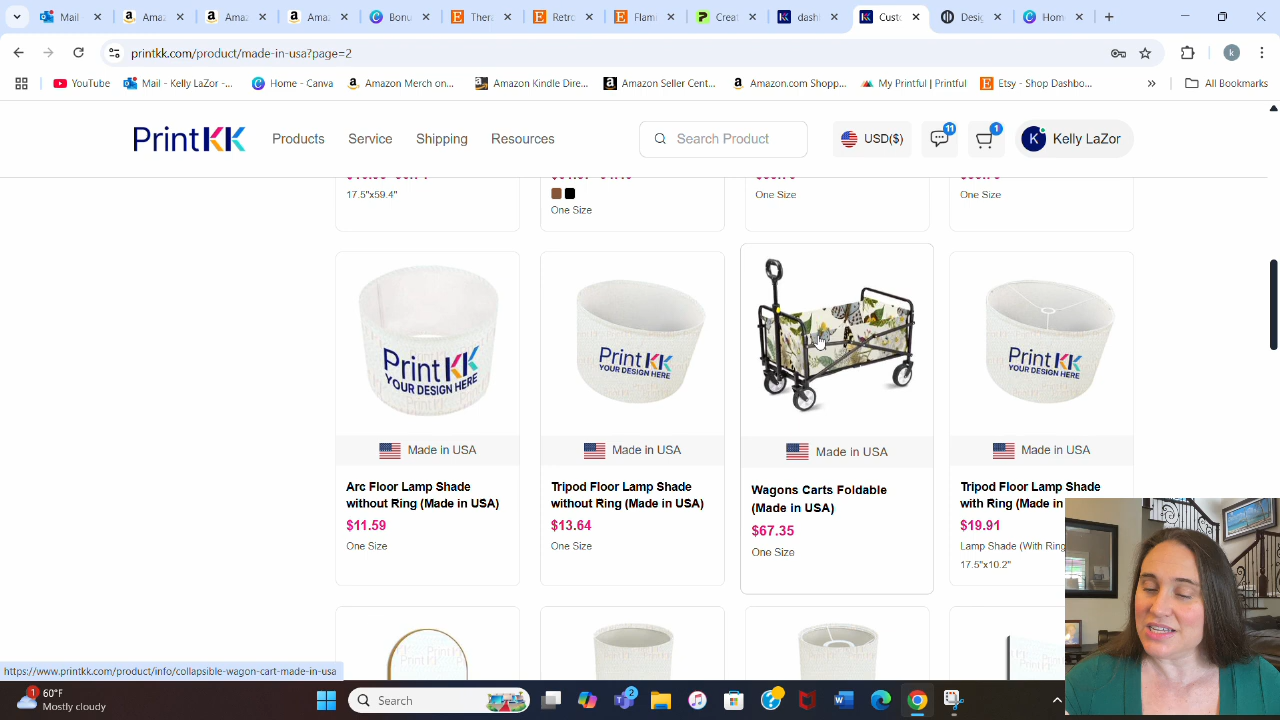 Mail
Ama
Ama
Ama
Bonu
Ther
Retro
Flam
Creat
dash
Custo
Desig
Hom
printkk.com/product/made-in-usa?page=2
k
YouTube
Mail - Kelly LaZor -...
Home - Canva
Amazon Merch on...
Amazon Kindle Dire...
Amazon Seller Cent...
Amazon.com Shopp...
My Printful | Printful
Etsy - Shop Dashbo...
»
All Bookmarks
PrintKK
Products
Service
Shipping
Resources
Search Product
USD($)
11
1
K
Kelly LaZor
17.5"x59.4"
One Size
One Size
One Size
PrintKK
YOUR DESIGN HERE
PrintKK
YOUR DESIGN HERE
PrintKK
YOUR DESIGN HERE
Made in USA
Made in USA
Made in USA
Made in USA
Arc Floor Lamp Shade
without Ring (Made in USA)
$11.59
One Size
Tripod Floor Lamp Shade
without Ring (Made in USA)
$13.64
One Size
Wagons Carts Foldable
(Made in USA)
$67.35
One Size
Tripod Floor Lamp Shade
with Ring (Made in
$19.91
Lamp Shade (With Ring
17.5"x10.2"
https://www.printkk.com/product/info/collapsible-wagon-cart-made-in-usa
1
60°F
Mostly cloudy
Search
2